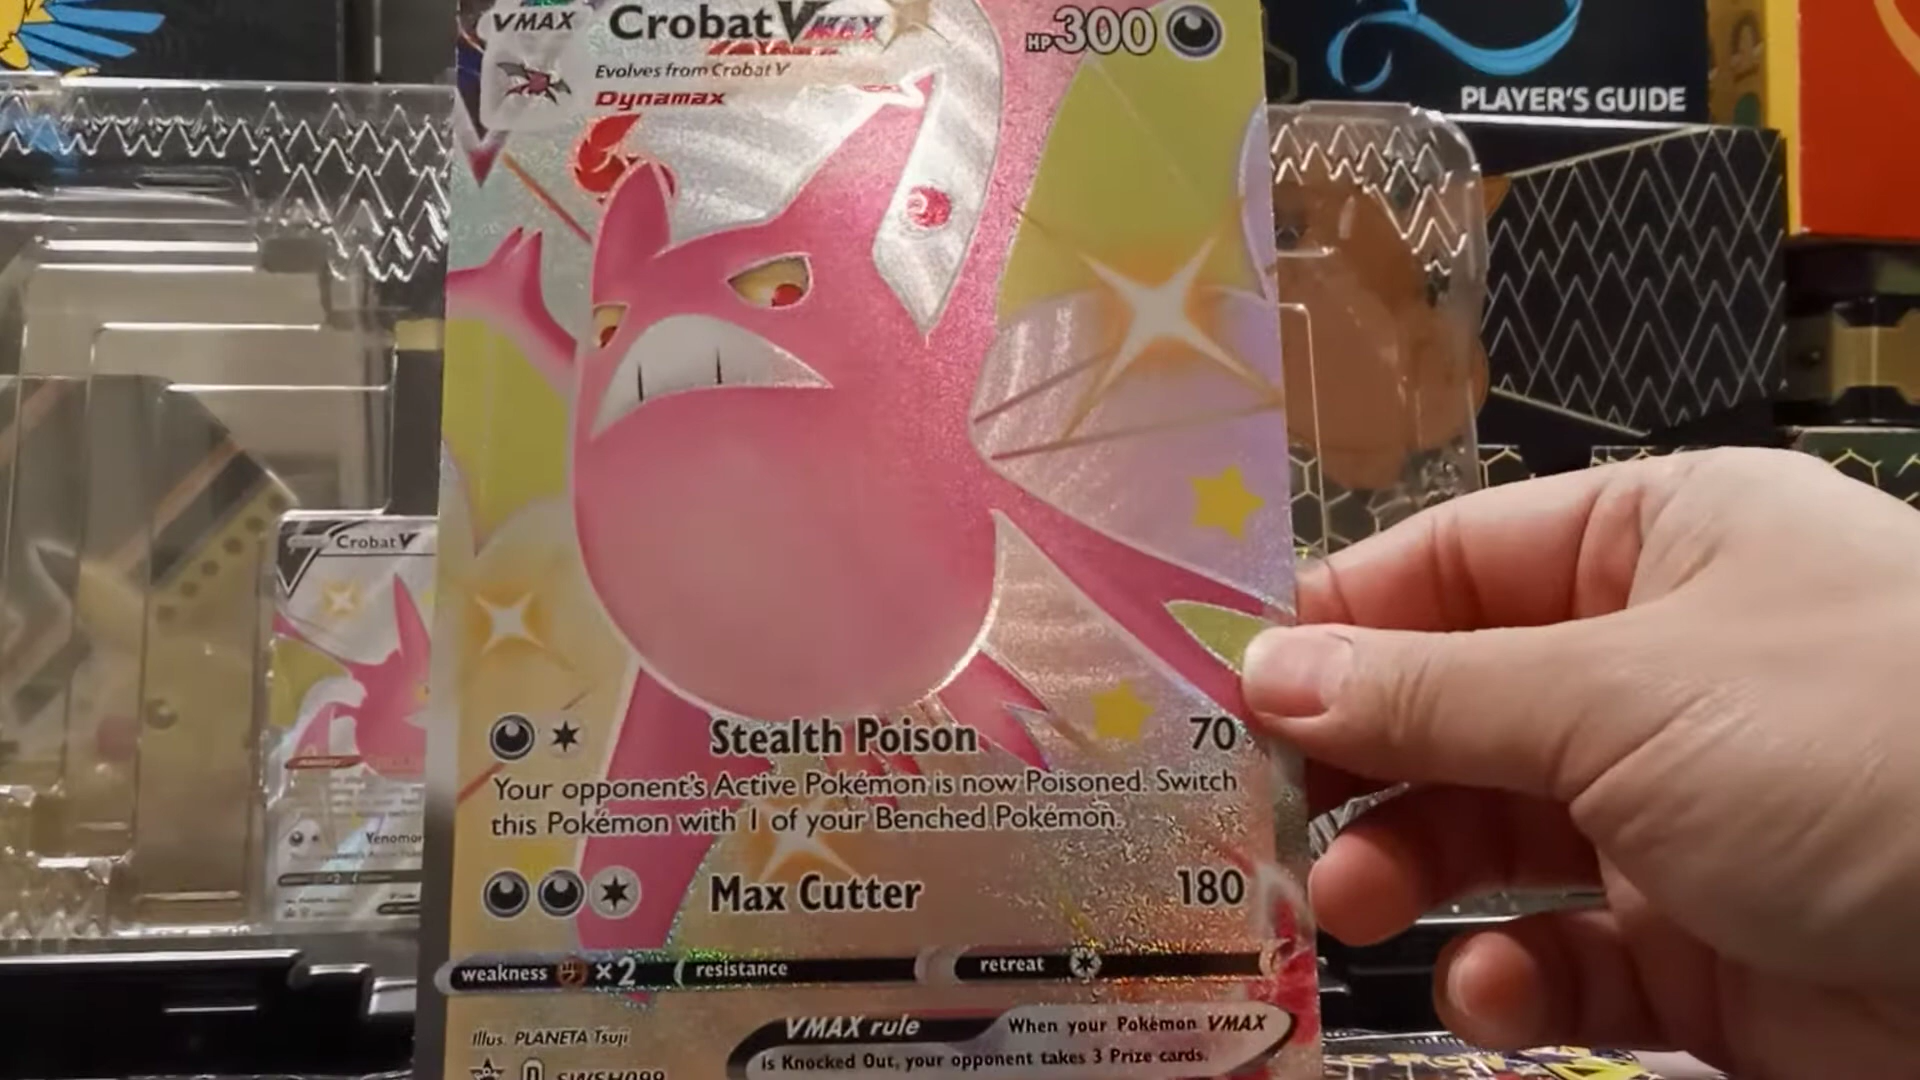 VMAX
Crobat VMAX
HP300
Evolves from Crobat V
Dynamax
PLAYER'S GUIDE
Crobat V
Stealth Poison 70
Your opponent's Active Pokémon is now Poisoned. Switch
this Pokémon with 1 of your Benched Pokémon.
Max Cutter 180
weakness ×2 resistance retreat
Illus. PLANETA Tsuji
VMAX rule When your Pokémon VMAX
is Knocked Out, your opponent takes 3 Prize cards.
D SWSH099